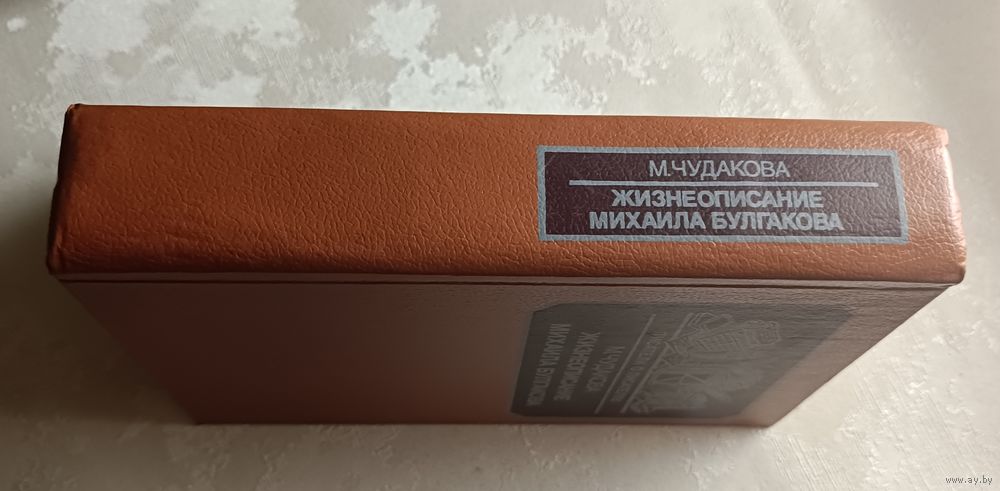 М.ЧУДАКОВА
ЖИЗНЕОПИСАНИЕ
МИХАИЛА БУЛГАКОВА
М.ЧУДАКОВА
ЖИЗНЕОПИСАНИЕ
МИХАИЛА БУЛГАКОВА
www.ay.by